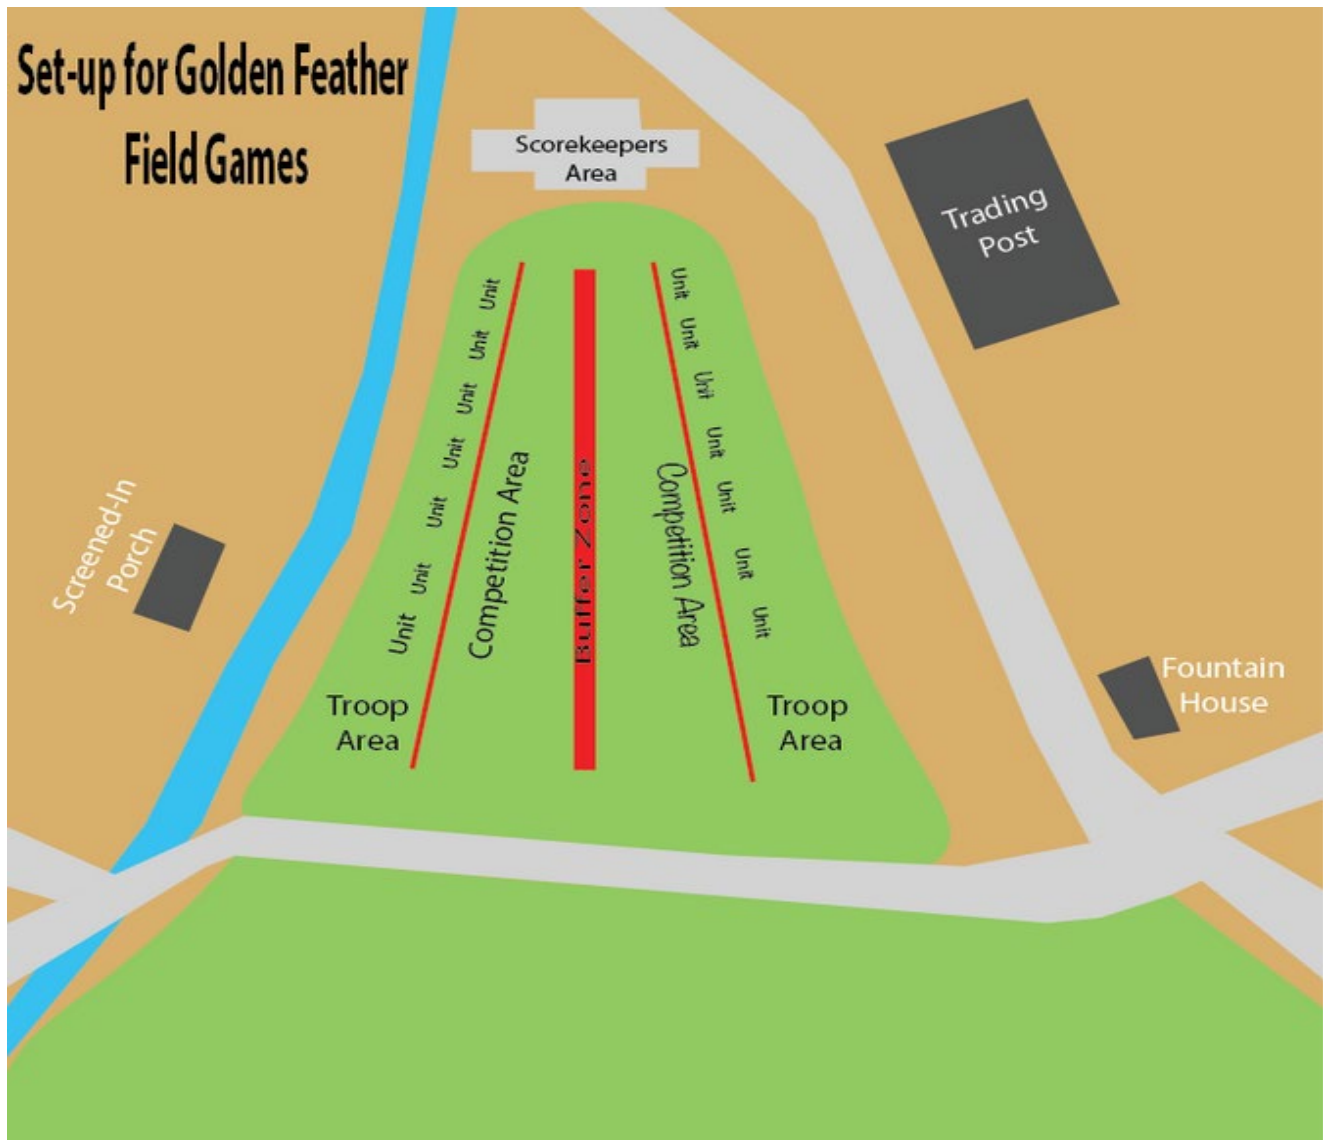 Set-up for Golden Feather
Field Games
Scorekeepers
Area
Trading
Post
Unit
Unit
Unit
Unit
Unit
Unit
Unit
Competition Area
Buffer Zone
Competition Area
Unit
Unit
Unit
Unit
Unit
Unit
Unit
Screened-In
Porch
Troop
Area
Troop
Area
Fountain
House